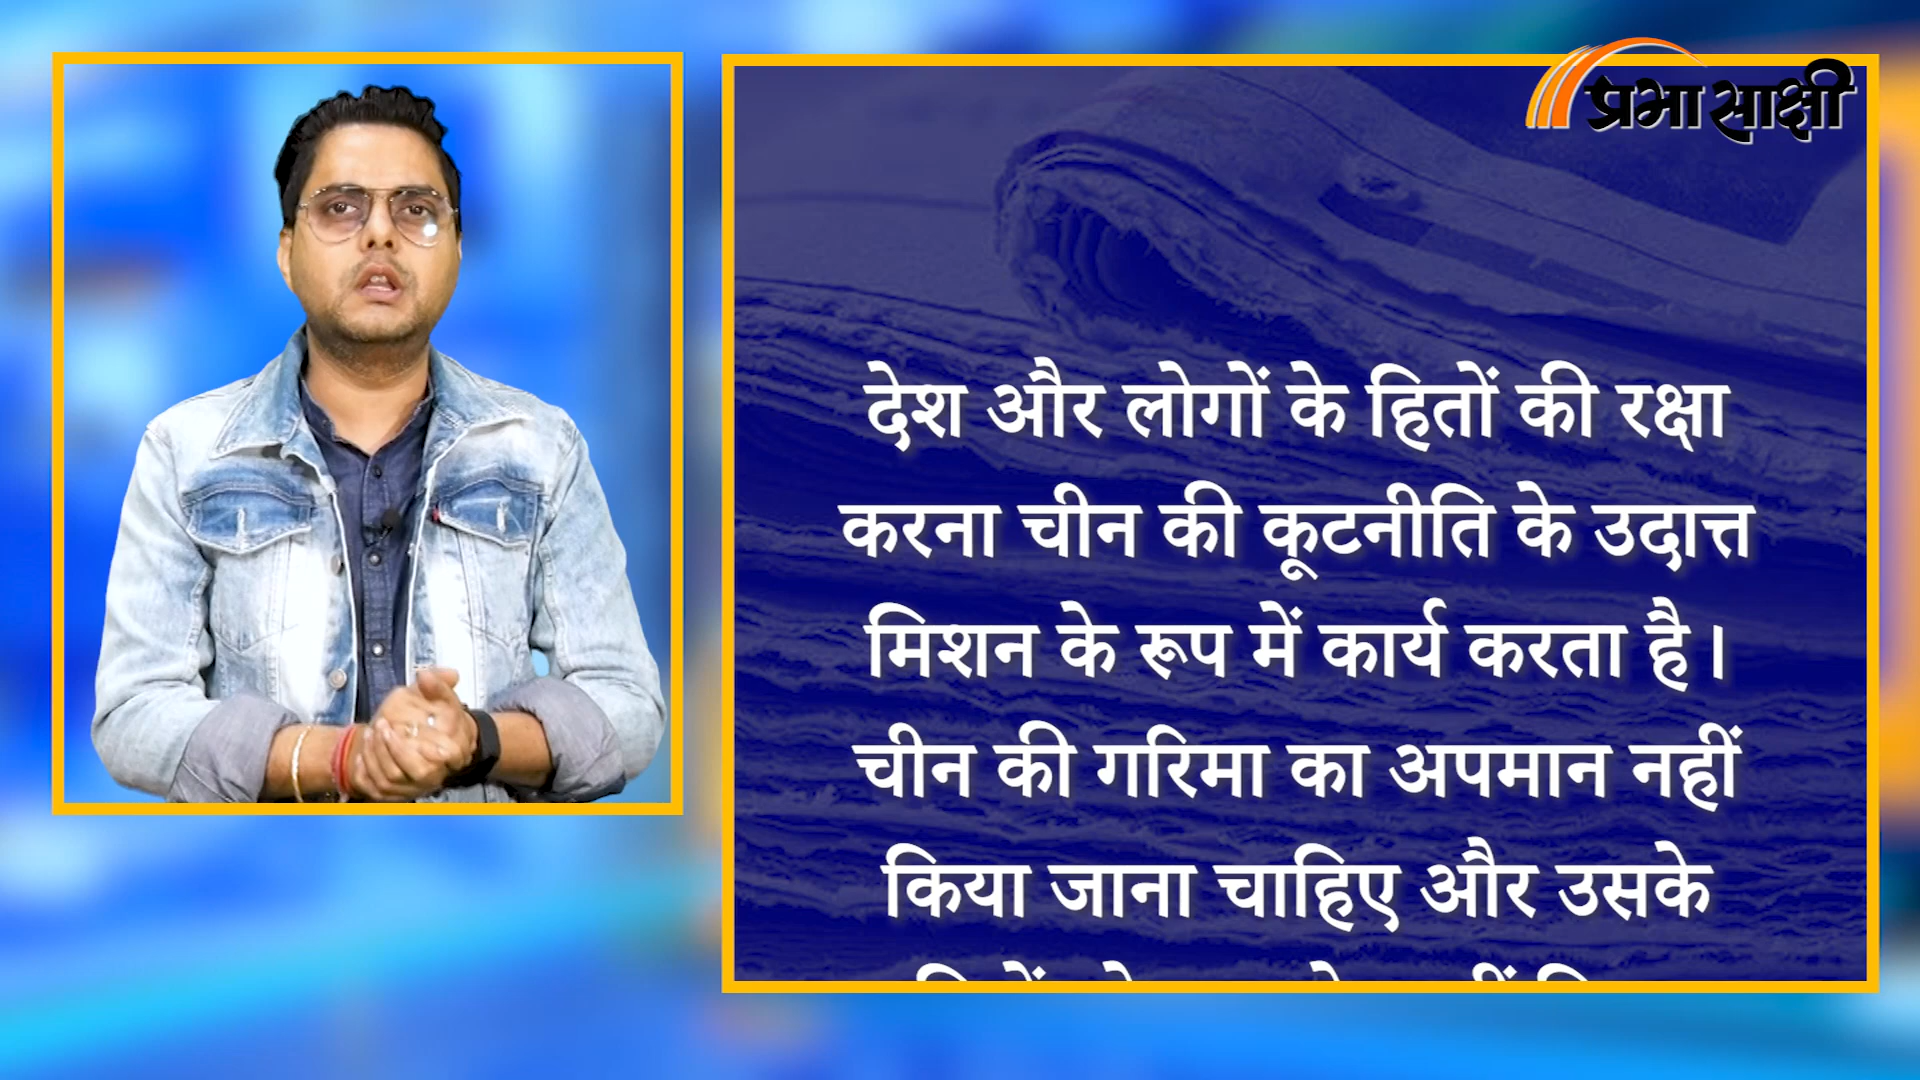 प्रभासाक्षी
देश और लोगों के हितों की रक्षा
करना चीन की कूटनीति के उदात्त
मिशन के रूप में कार्य करता है।
चीन की गरिमा का अपमान नहीं
किया जाना चाहिए और उसके